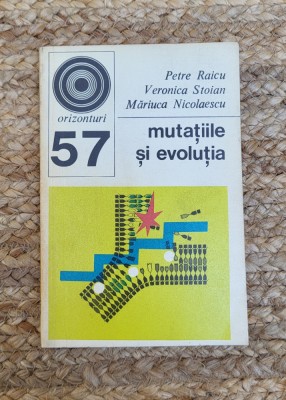 Petre Raicu
Veronica Stoian
Măriuca Nicolaescu
orizonturi
57
mutațiile
și evoluția